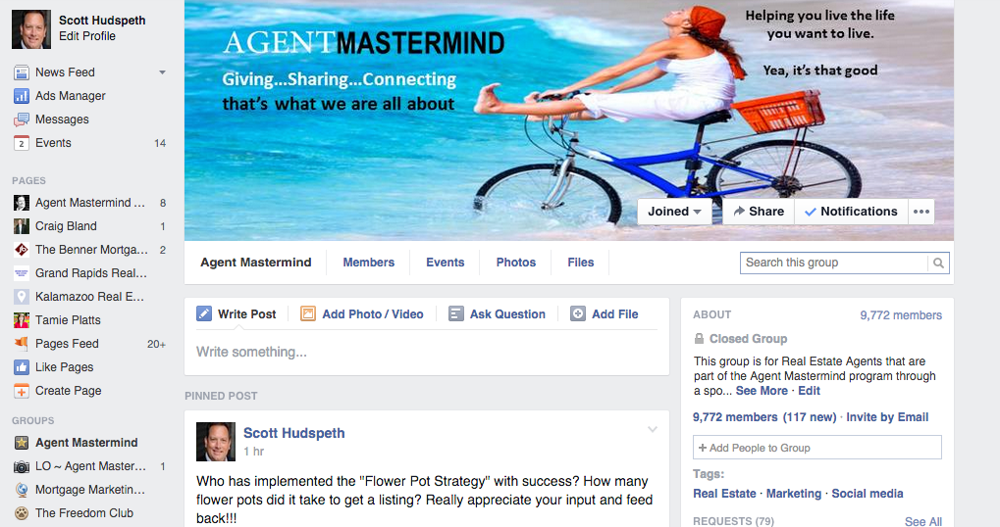 Scott Hudspeth
Edit Profile
News Feed
Ads Manager
Messages
2
Events 14
PAGES
Agent Mastermind ... 8
Craig Bland 1
The Benner Mortga... 2
Grand Rapids Real...
Kalamazoo Real E...
Tamie Platts
Pages Feed 20+
Like Pages
Create Page
GROUPS
Agent Mastermind
LO ~ Agent Master... 1
Mortgage Marketin...
The Freedom Club
AGENTMASTERMIND
Giving...Sharing...Connecting
that's what we are all about
Helping you live the life
you want to live.
Yea, it's that good
Joined Share Notifications
Agent Mastermind Members Events Photos Files Search this group
Write Post Add Photo / Video Ask Question Add File
Write something...
PINNED POST
Scott Hudspeth
1 hr
Who has implemented the "Flower Pot Strategy" with success? How many
flower pots did it take to get a listing? Really appreciate your input and feed
back!!!
ABOUT 9,772 members
Closed Group
This group is for Real Estate Agents that are
part of the Agent Mastermind program through
a spo... See More · Edit
9,772 members (117 new) · Invite by Email
+ Add People to Group
Tags:
Real Estate · Marketing · Social media
REQUESTS (79) See All